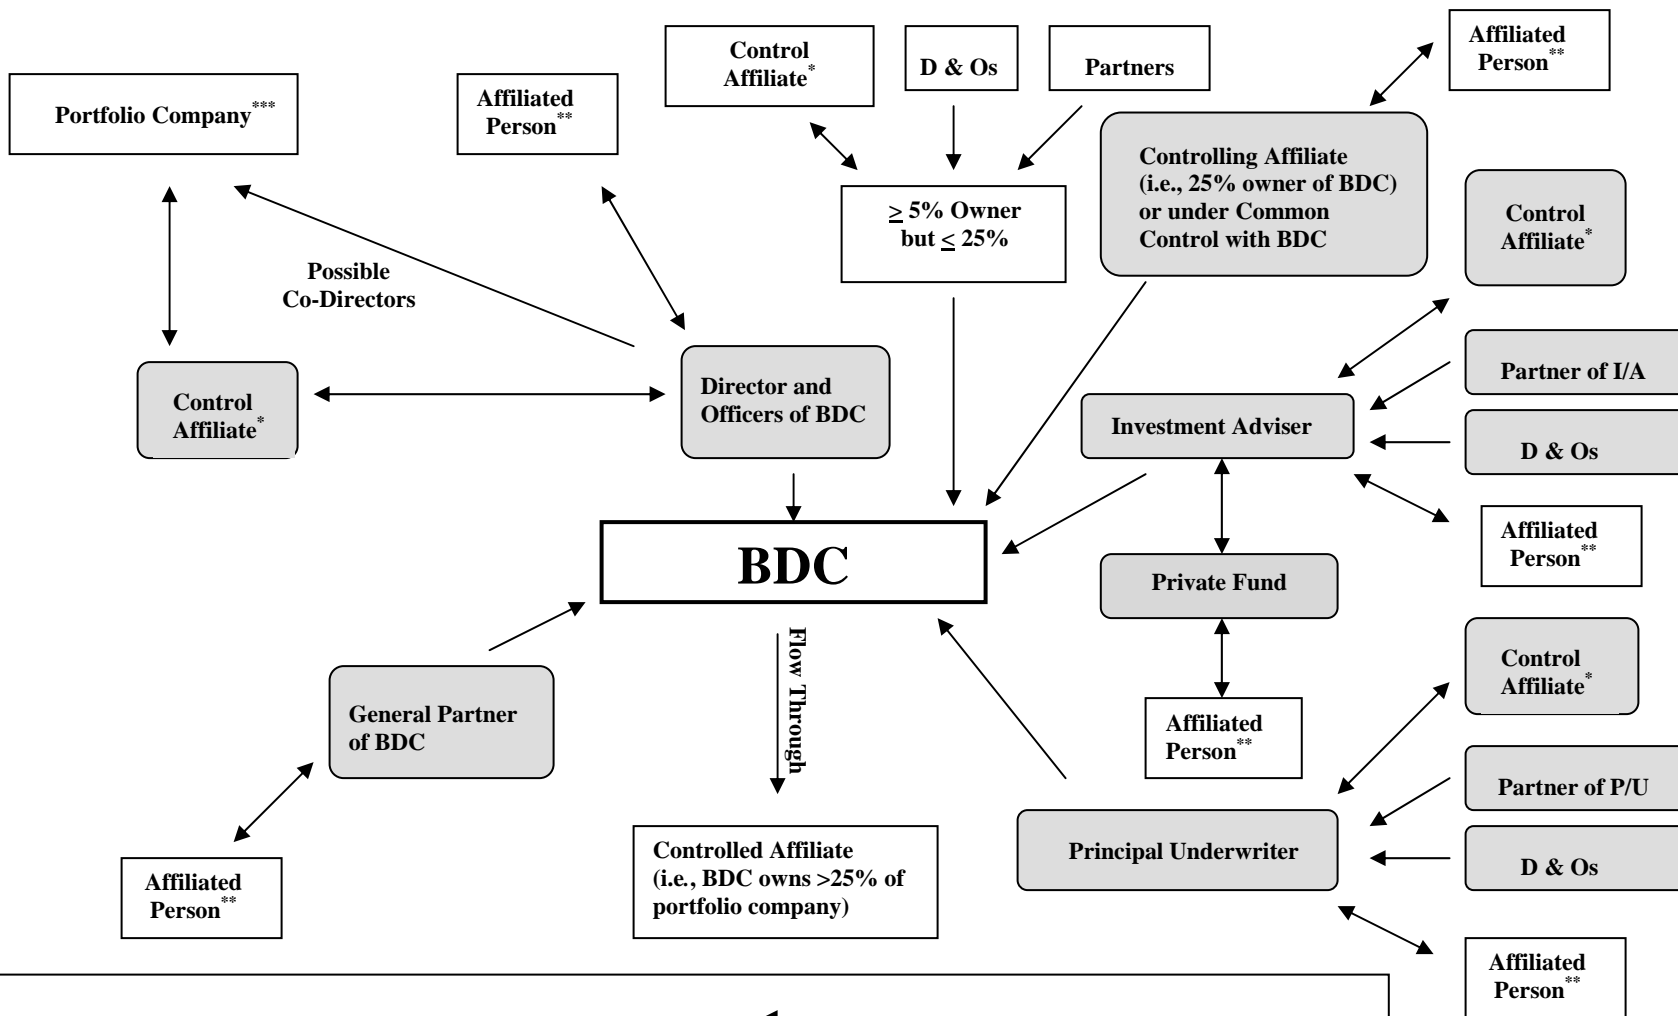 Control
Affiliate*
D & Os
Partners
Affiliated
Person**
Portfolio Company***
Affiliated
Person**
Controlling Affiliate
(i.e., 25% owner of BDC)
or under Common
Control with BDC
≥ 5% Owner
but ≤ 25%
Control
Affiliate*
Possible
Co-Directors
Partner of I/A
Control
Affiliate*
Director and
Officers of BDC
Investment Adviser
D & Os
Affiliated
Person**
BDC
Private Fund
Flow Through
Control
Affiliate*
General Partner
of BDC
Affiliated
Person**
Partner of P/U
Controlled Affiliate
(i.e., BDC owns >25% of
portfolio company)
Principal Underwriter
D & Os
Affiliated
Person**
Affiliated
Person**